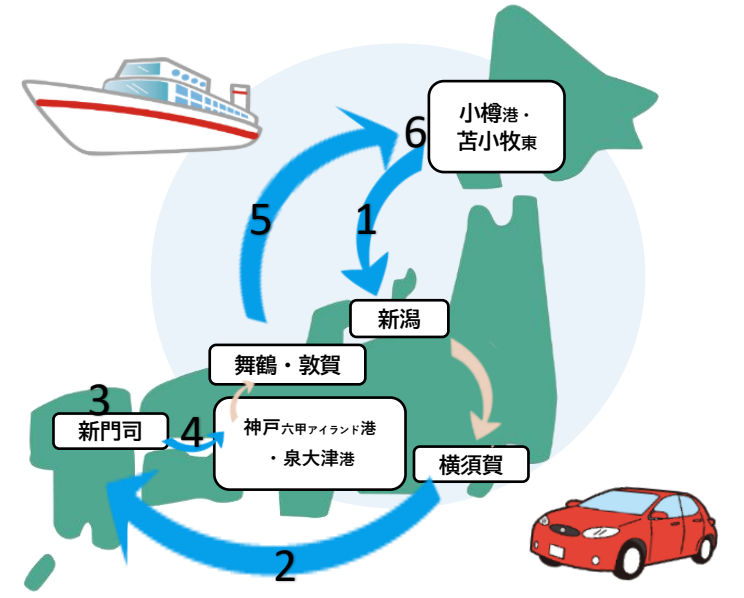 6
小樽港・
苫小牧東
5
1
新潟
舞鶴・敦賀
3
新門司
4
神戸六甲アイランド港
・泉大津港
横須賀
2